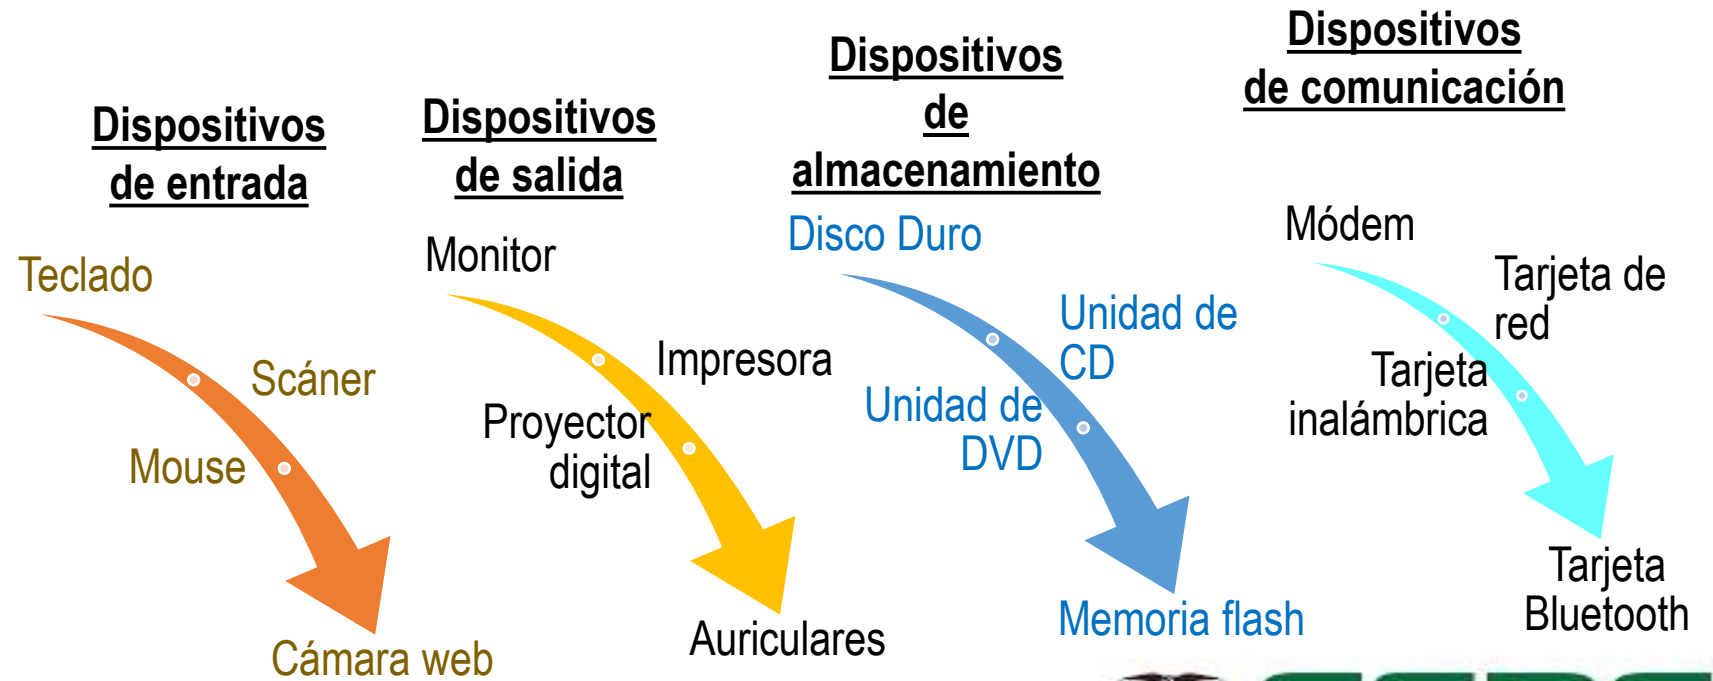 Dispositivos
de entrada
Teclado
Scáner
Mouse
Cámara web
Dispositivos
de salida
Monitor
Impresora
Proyector
digital
Auriculares
Dispositivos
de
almacenamiento
Disco Duro
Unidad de
CD
Unidad de
DVD
Memoria flash
Dispositivos
de comunicación
Módem
Tarjeta de
red
Tarjeta
inalámbrica
Tarjeta
Bluetooth